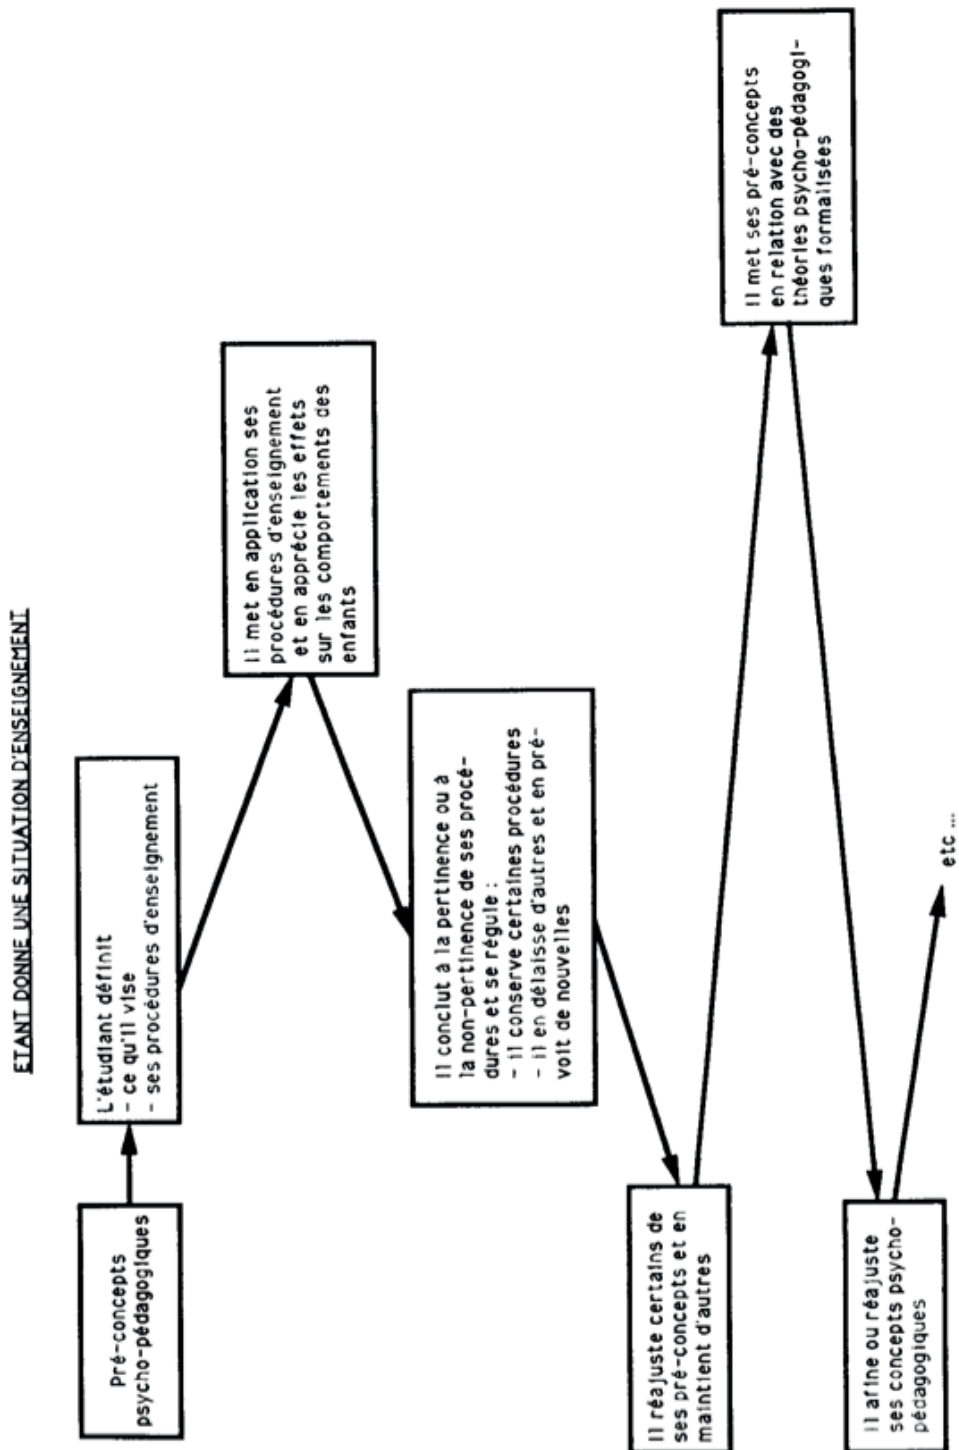 ETANT DONNE UNE SITUATION D'ENSEIGNEMENT
Pré-concepts
psycho-pédagogiques
L'étudiant définit
- ce qu'il vise
- ses procédures d'enseignement
Il met en application ses
procédures d'enseignement
et en apprécie les effets
sur les comportements des
enfants
Il conclut à la pertinence ou à
la non-pertinence de ses procé-
dures et se régule :
- il conserve certaines procédures
- il en délaisse d'autres et en pré-
voit de nouvelles
Il réajuste certains de
ses pré-concepts et en
maintient d'autres
Il met ses pré-concepts
en relation avec des
théories psycho-pédagogi-
ques formalisées
Il afine ou réajuste
ses concepts psycho-
pédagogiques
etc ...